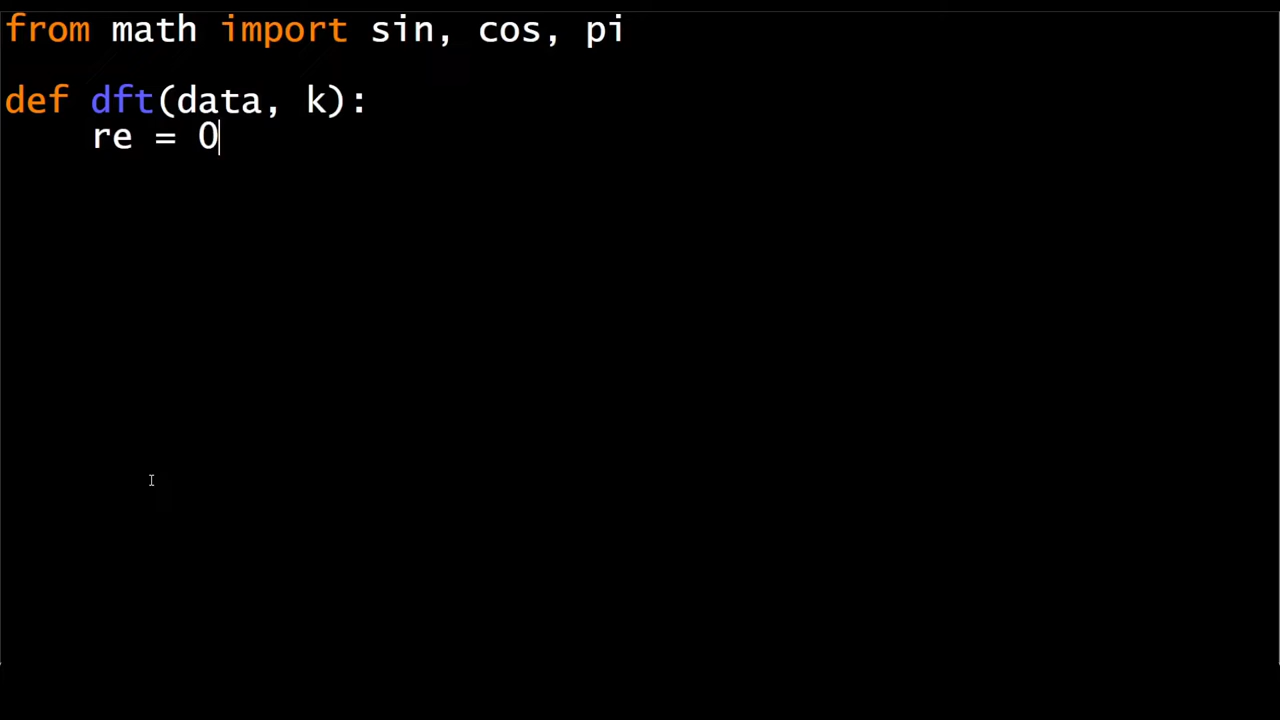 from math import sin, cos, pi
def dft(data, k):
    re = 0